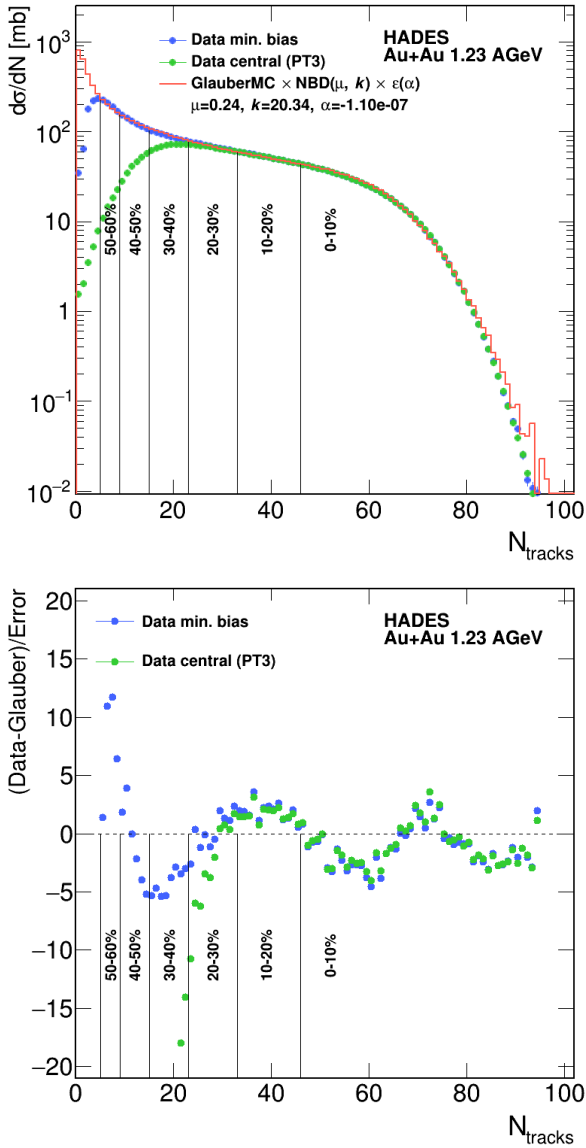 dσ/dN [mb]
10³
10²
10
1
10⁻¹
10⁻²
Data min. bias
Data central (PT3)
GlauberMC × NBD(μ, k) × ε(α)
μ=0.24, k=20.34, α=-1.10e-07
HADES
Au+Au 1.23 AGeV
50-60%
40-50%
30-40%
20-30%
10-20%
0-10%
0 20 40 60 80 100
N_tracks
(Data-Glauber)/Error
20
15
10
5
0
−5
−10
−15
−20
Data min. bias
Data central (PT3)
HADES
Au+Au 1.23 AGeV
50-60%
40-50%
30-40%
20-30%
10-20%
0-10%
0 20 40 60 80 100
N_tracks